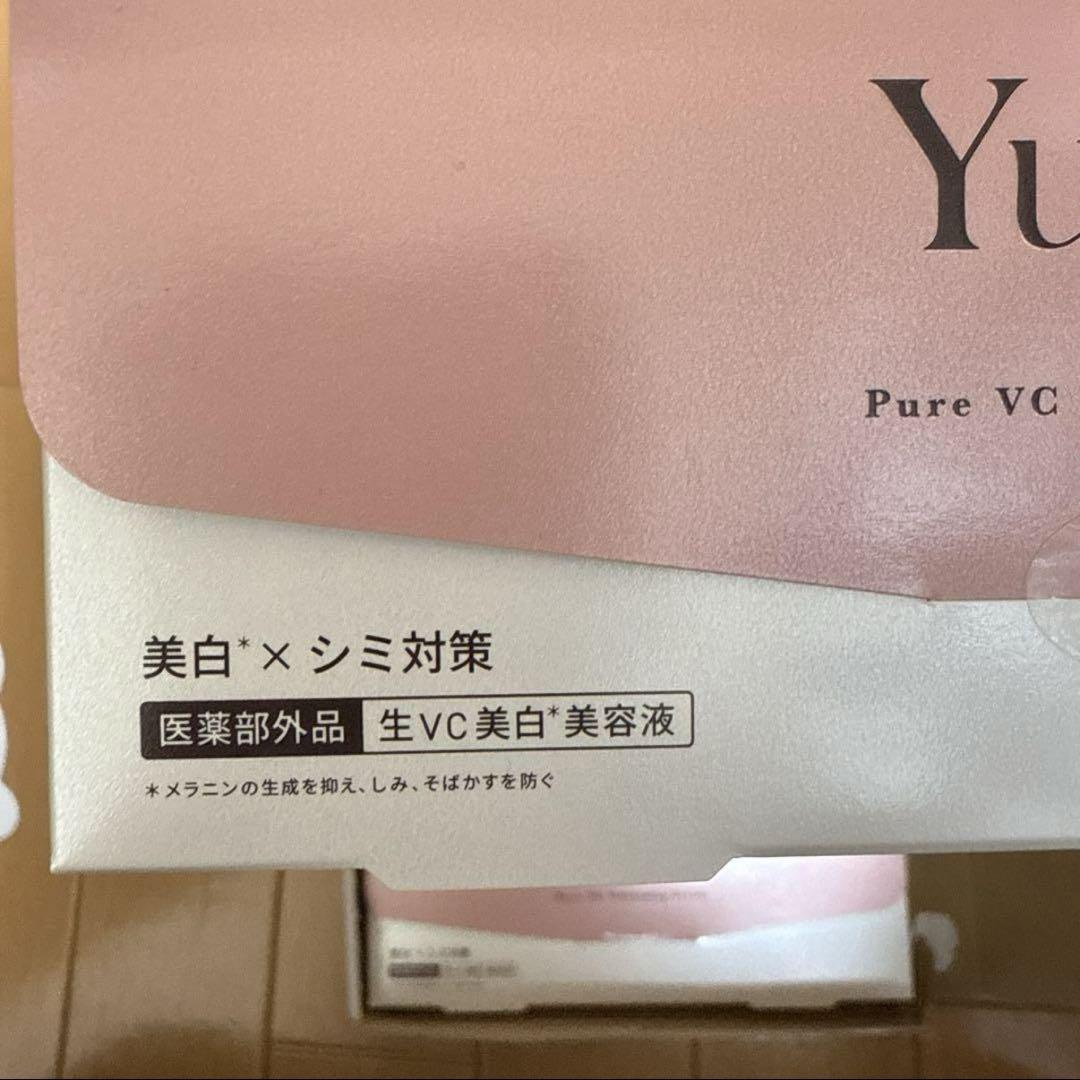 Yu
Pure VC
美白*×シミ対策
医薬部外品 生VC美白*美容液
*メラニンの生成を抑え、しみ、そばかすを防ぐ